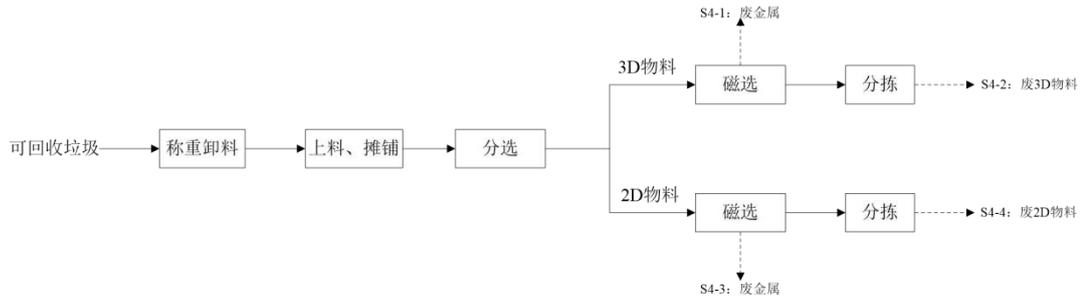 S4-1：废金属
3D物料
磁选
分拣
S4-2：废3D物料
可回收垃圾
称重卸料
上料、摊铺
分选
2D物料
磁选
分拣
S4-4：废2D物料
S4-3：废金属